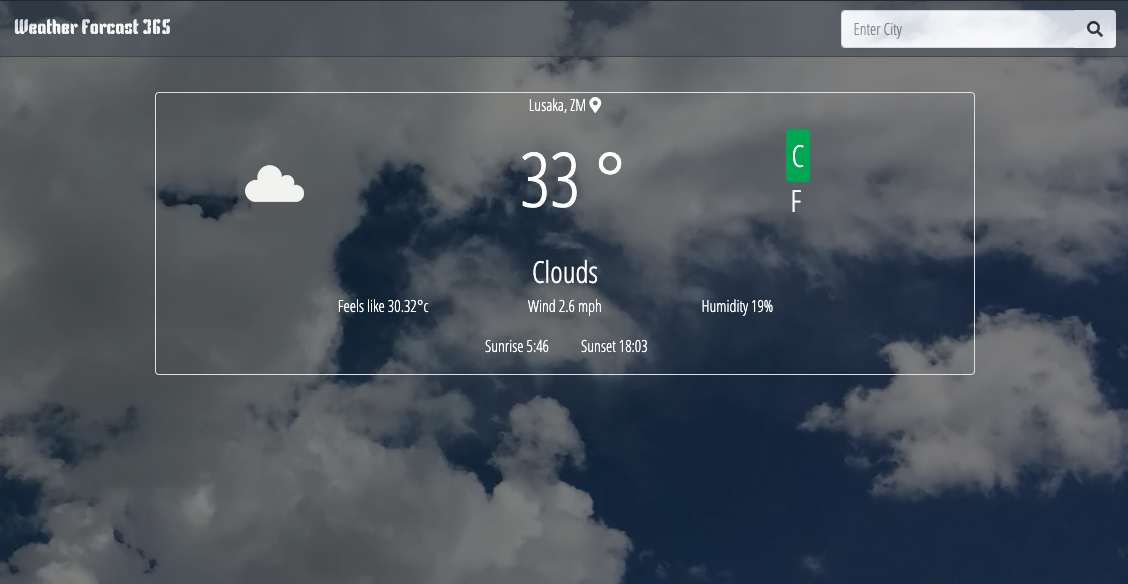 Weather Forcast 365
Enter City
Lusaka, ZM
33 °
C
F
Clouds
Feels like 30.32°c Wind 2.6 mph Humidity 19%
Sunrise 5:46 Sunset 18:03